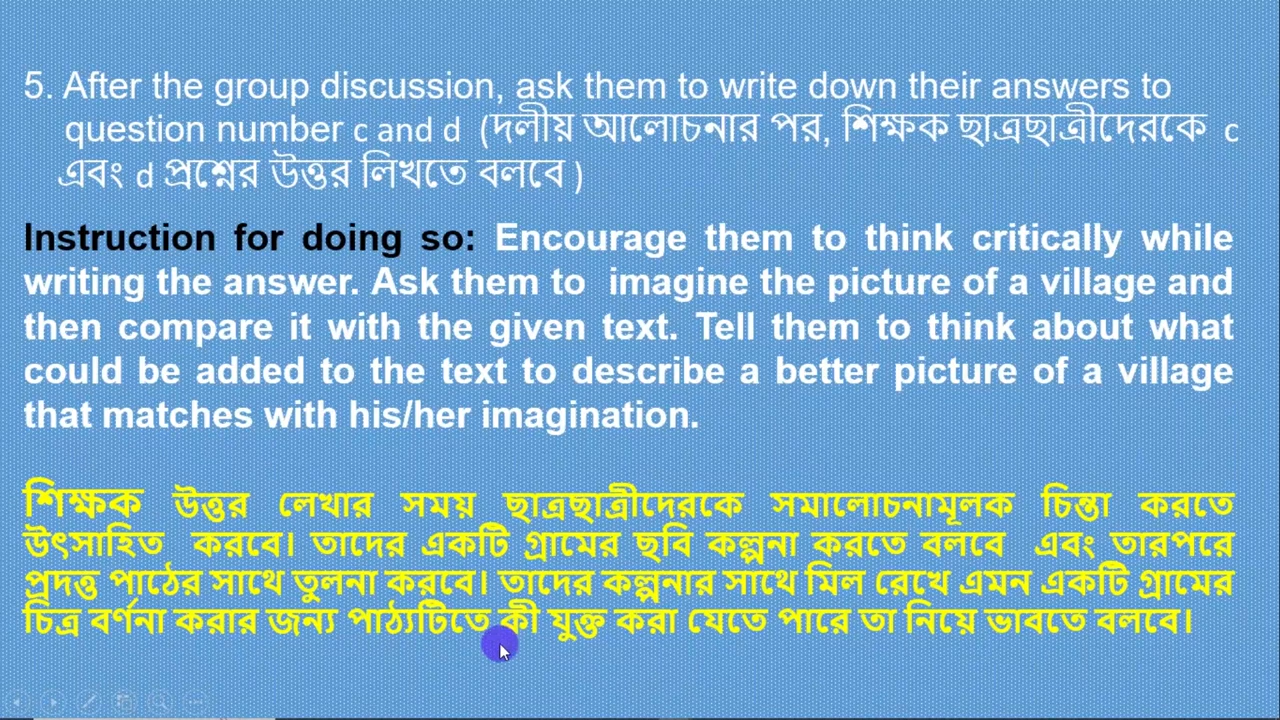 5. After the group discussion, ask them to write down their answers to
question number c and d (দলীয় আলোচনার পর, শিক্ষক ছাত্রছাত্রীদেরকে c
এবং d প্রশ্নের উত্তর লিখতে বলবে )
Instruction for doing so: Encourage them to think critically while
writing the answer. Ask them to imagine the picture of a village and
then compare it with the given text. Tell them to think about what
could be added to the text to describe a better picture of a village
that matches with his/her imagination.
শিক্ষক উত্তর লেখার সময় ছাত্রছাত্রীদেরকে সমালোচনামূলক চিন্তা করতে
উৎসাহিত করবে। তাদের একটি গ্রামের ছবি কল্পনা করতে বলবে এবং তারপরে
প্রদত্ত পাঠের সাথে তুলনা করবে। তাদের কল্পনার সাথে মিল রেখে এমন একটি গ্রামের
চিত্র বর্ণনা করার জন্য পাঠ্যটিতে কী যুক্ত করা যেতে পারে তা নিয়ে ভাবতে বলবে।